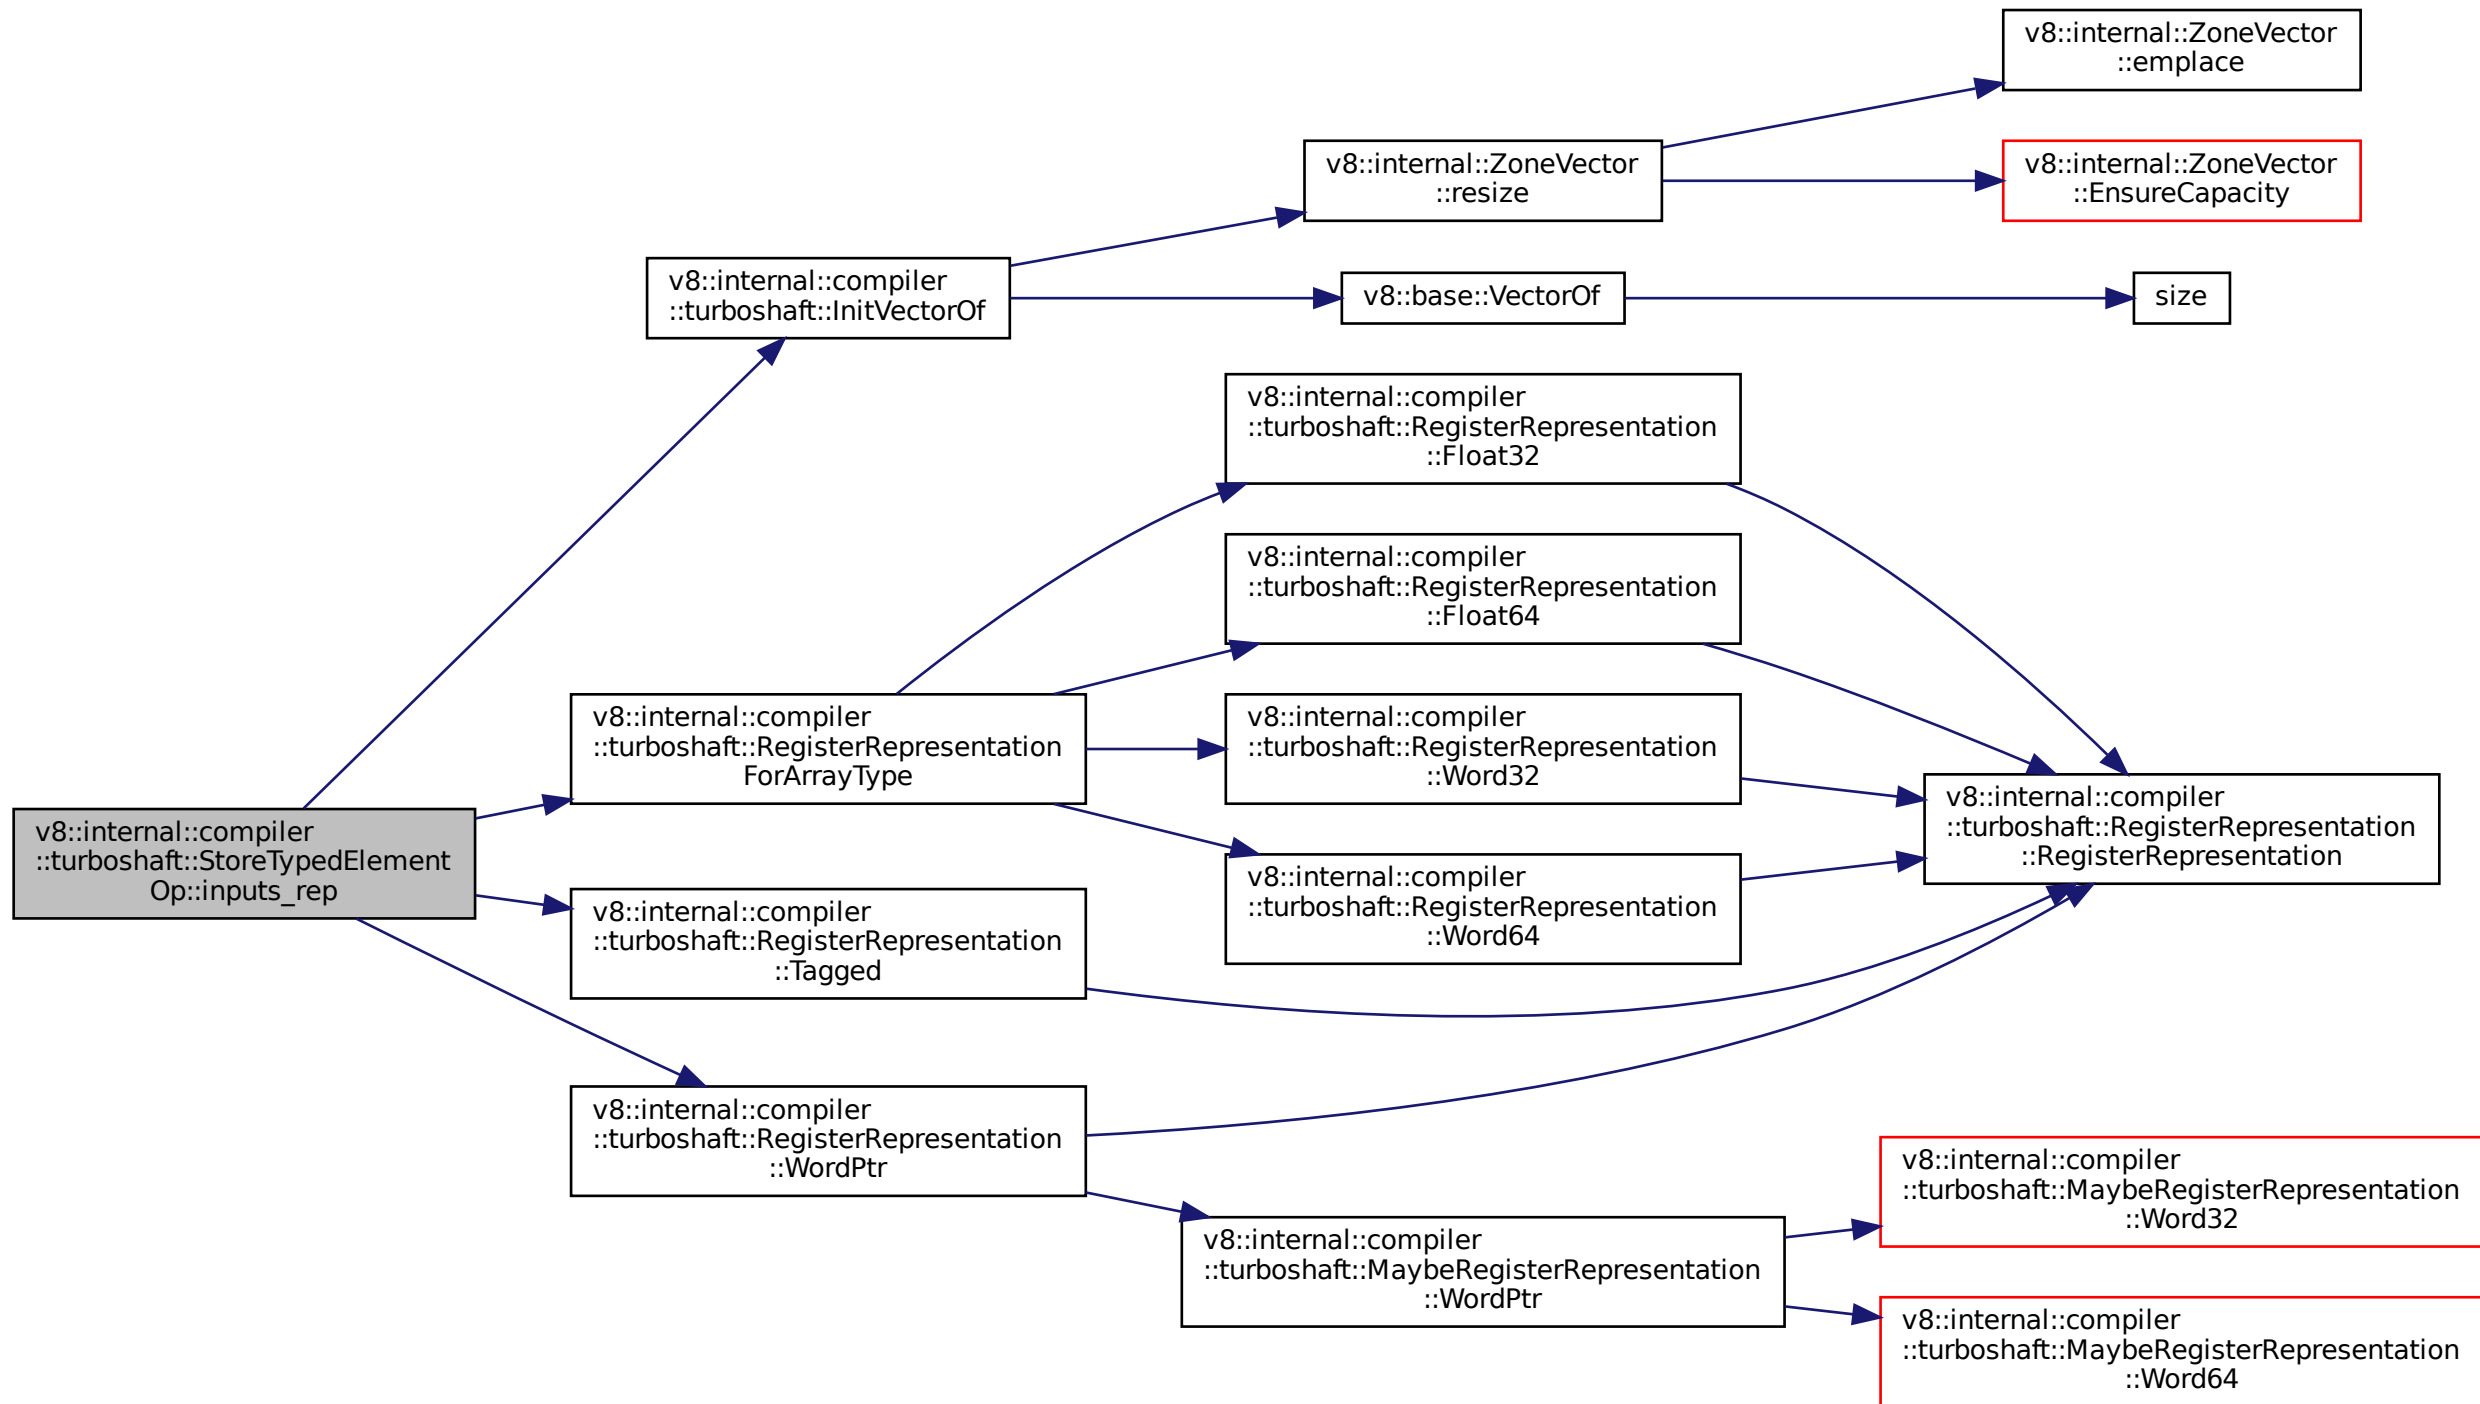 v8::internal::ZoneVector
::emplace
v8::internal::ZoneVector
::resize
v8::internal::ZoneVector
::EnsureCapacity
v8::internal::compiler
::turboshaft::InitVectorOf
v8::base::VectorOf
size
v8::internal::compiler
::turboshaft::RegisterRepresentation
::Float32
v8::internal::compiler
::turboshaft::RegisterRepresentation
::Float64
v8::internal::compiler
::turboshaft::RegisterRepresentation
ForArrayType
v8::internal::compiler
::turboshaft::RegisterRepresentation
::Word32
v8::internal::compiler
::turboshaft::RegisterRepresentation
::RegisterRepresentation
v8::internal::compiler
::turboshaft::StoreTypedElement
Op::inputs_rep
v8::internal::compiler
::turboshaft::RegisterRepresentation
::Word64
v8::internal::compiler
::turboshaft::RegisterRepresentation
::Tagged
v8::internal::compiler
::turboshaft::RegisterRepresentation
::WordPtr
v8::internal::compiler
::turboshaft::MaybeRegisterRepresentation
::Word32
v8::internal::compiler
::turboshaft::MaybeRegisterRepresentation
::WordPtr
v8::internal::compiler
::turboshaft::MaybeRegisterRepresentation
::Word64